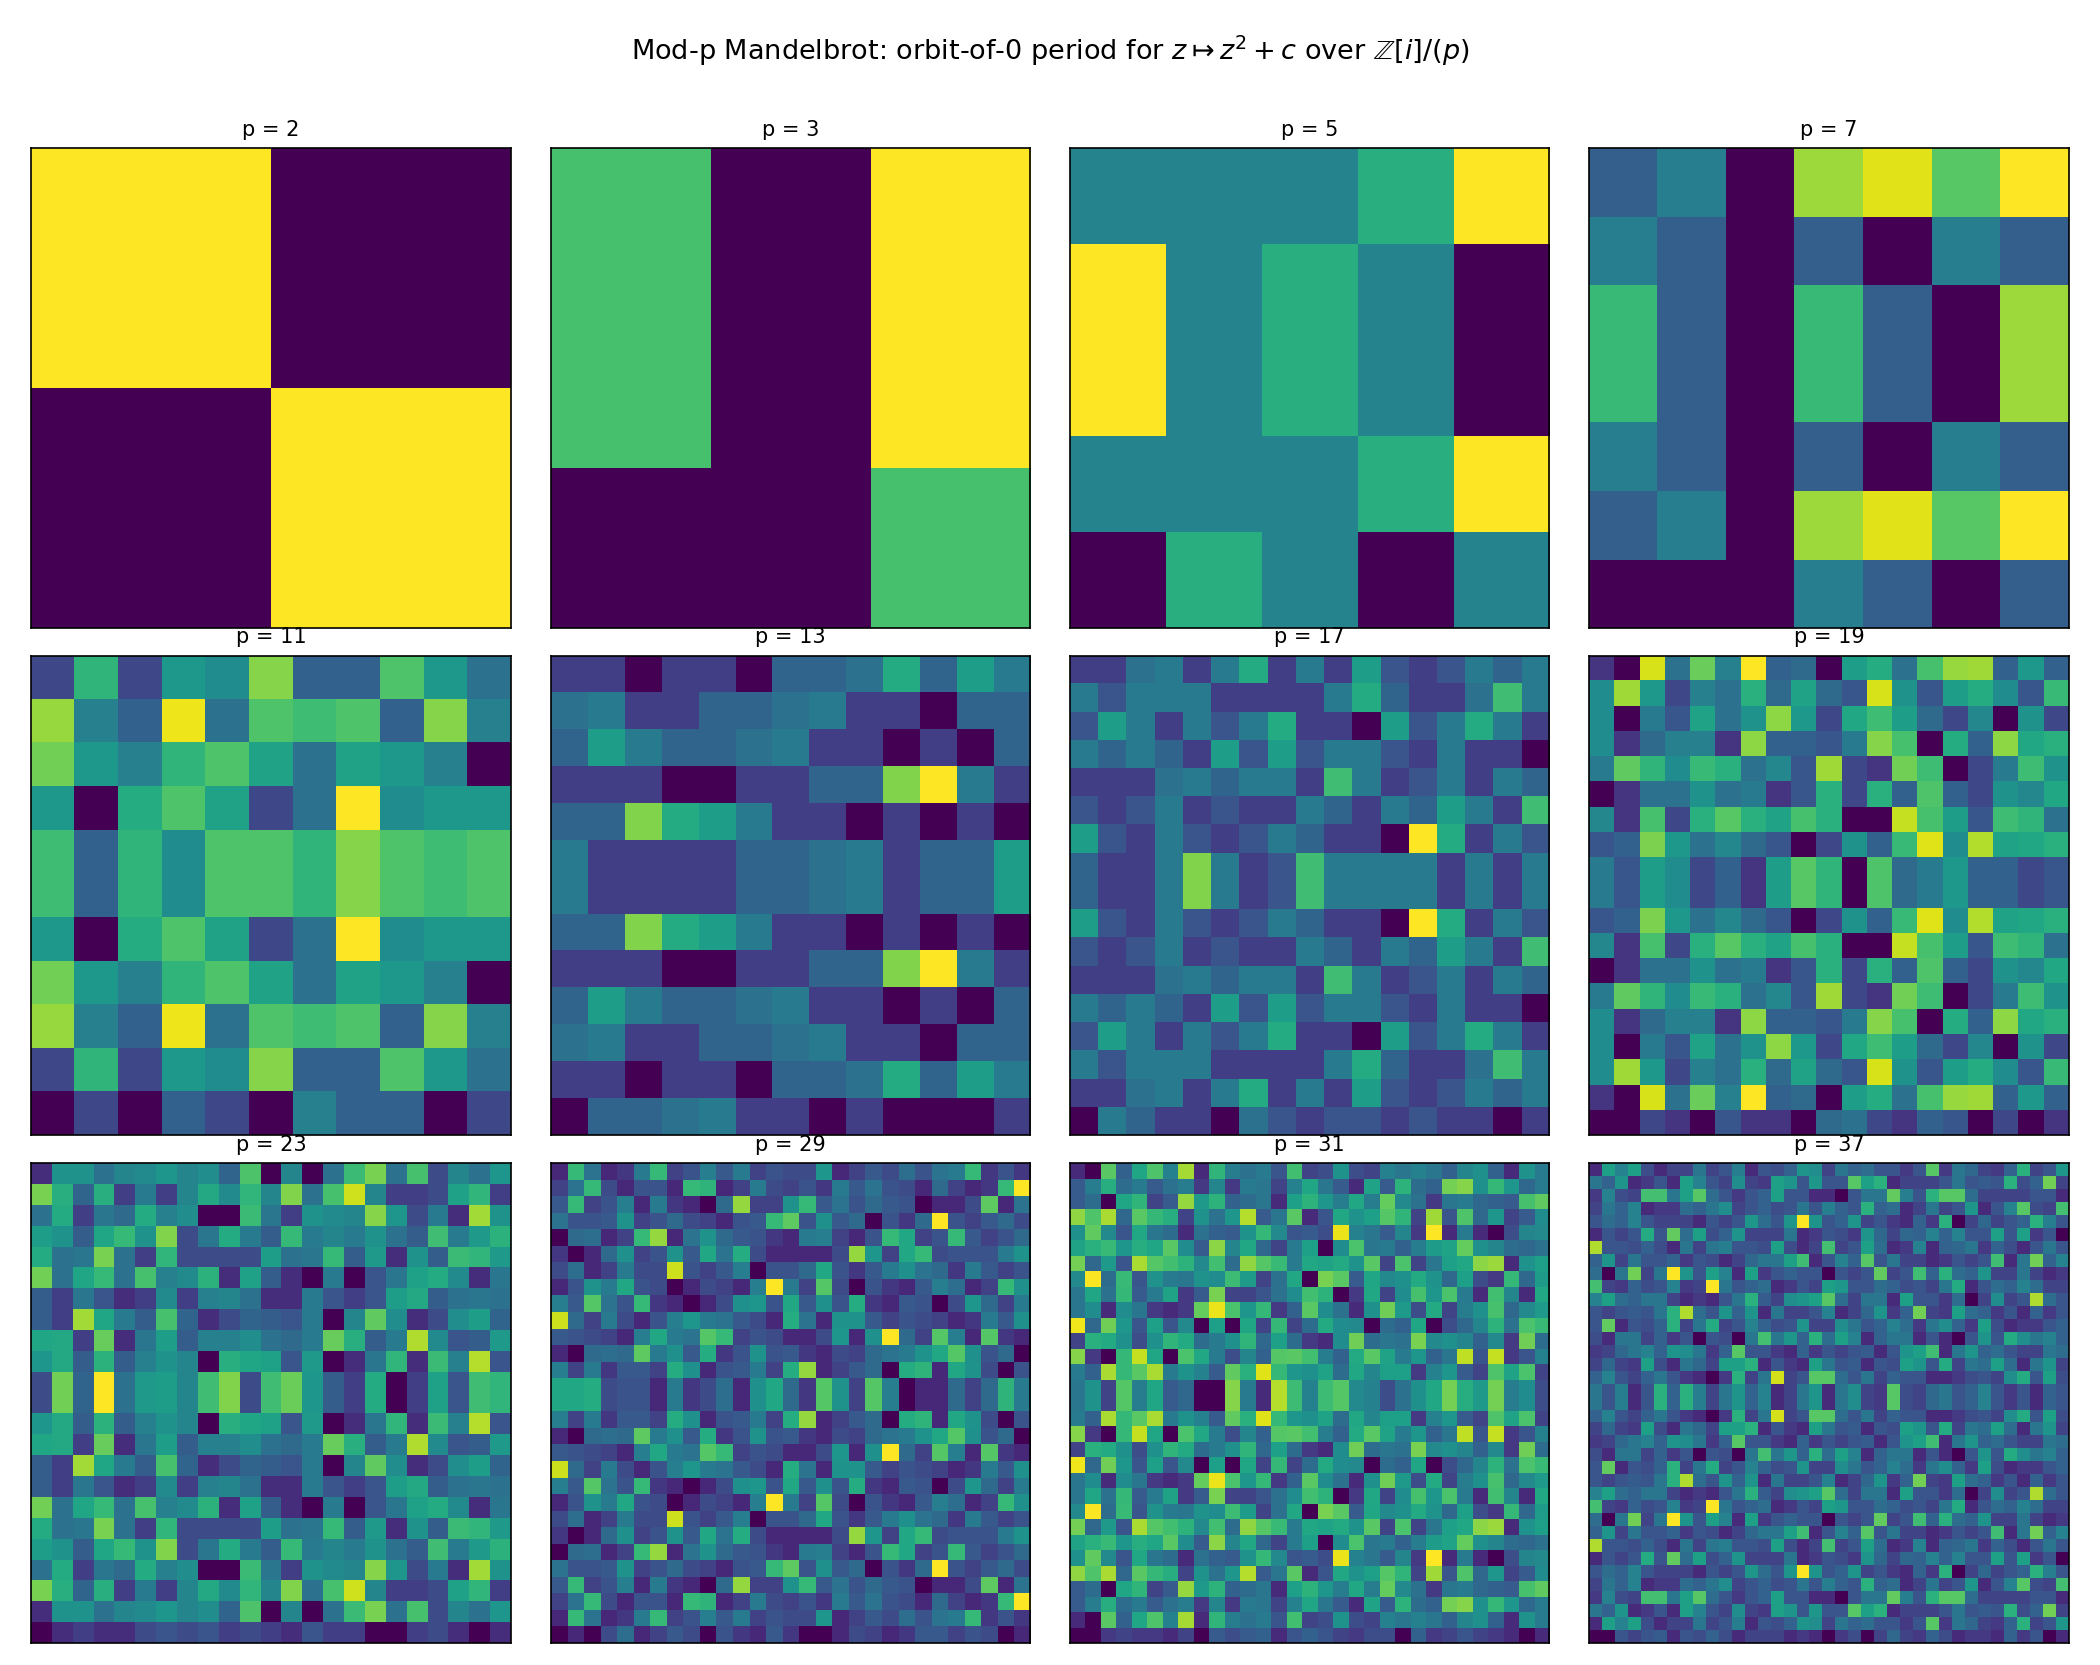 Mod-p Mandelbrot: orbit-of-0 period for z ↦ z² + c over ℤ[i]/(p)
p = 2
p = 3
p = 5
p = 7
p = 11
p = 13
p = 17
p = 19
p = 23
p = 29
p = 31
p = 37